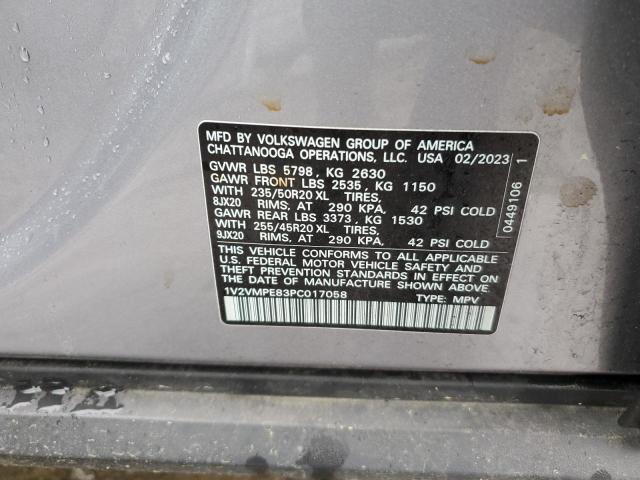 MFD BY VOLKSWAGEN GROUP OF AMERICA
CHATTANOOGA OPERATIONS, LLC. USA 02/2023
GVWR LBS 5798, KG 2630
GAWR FRONT LBS 2535, KG 1150
WITH 235/50R20 XL TIRES,
8JX20 RIMS, AT 290 KPA, 42 PSI COLD
GAWR REAR LBS 3373, KG 1530
WITH 255/45R20 XL TIRES,
9JX20 RIMS, AT 290 KPA, 42 PSI COLD
THIS VEHICLE CONFORMS TO ALL APPLICABLE
U.S. FEDERAL MOTOR VEHICLE SAFETY AND
THEFT PREVENTION STANDARDS IN EFFECT ON
THE DATE OF MANUFACTURE SHOWN ABOVE.
1V2VMPE83PC017058 TYPE: MPV
0449106 1